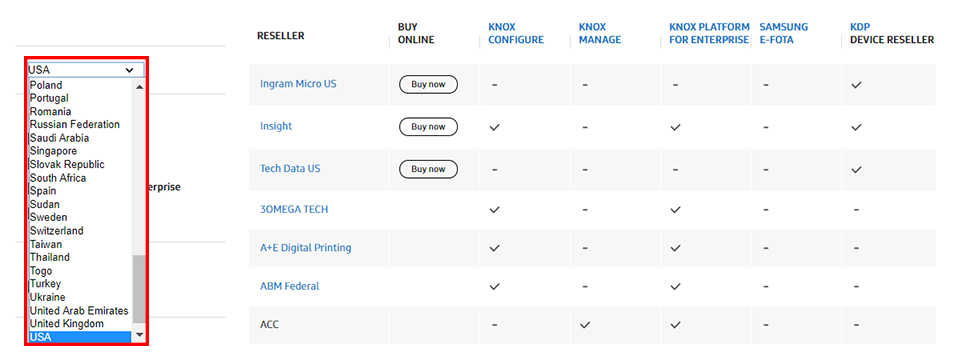 RESELLER
BUY
ONLINE
KNOX
CONFIGURE
KNOX
MANAGE
KNOX PLATFORM
FOR ENTERPRISE
SAMSUNG
E-FOTA
KDP
DEVICE RESELLER
USA
Poland
Portugal
Romania
Russian Federation
Saudi Arabia
Singapore
Slovak Republic
South Africa
Spain
Sudan
Sweden
Switzerland
Taiwan
Thailand
Togo
Turkey
Ukraine
United Arab Emirates
United Kingdom
USA
erprise
Ingram Micro US Buy now - - - - ✓
Insight Buy now ✓ - ✓ - ✓
Tech Data US Buy now - - - - ✓
3OMEGA TECH ✓ - ✓ - -
A+E Digital Printing ✓ - ✓ - -
ABM Federal ✓ - ✓ - -
ACC - ✓ ✓ - -